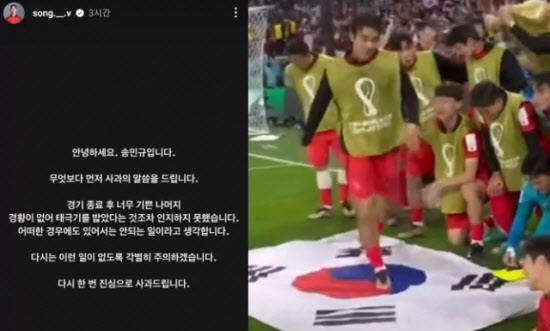 song.__.v 3시간
안녕하세요. 송민규입니다.
무엇보다 먼저 사과의 말씀을 드립니다.
경기 종료 후 너무 기쁜 나머지
경황이 없어 태극기를 밟았다는 것조차 인지하지 못했습니다.
어떠한 경우에도 있어서는 안되는 일이라고 생각합니다.
다시는 이런 일이 없도록 각별히 주의하겠습니다.
다시 한 번 진심으로 사과드립니다.